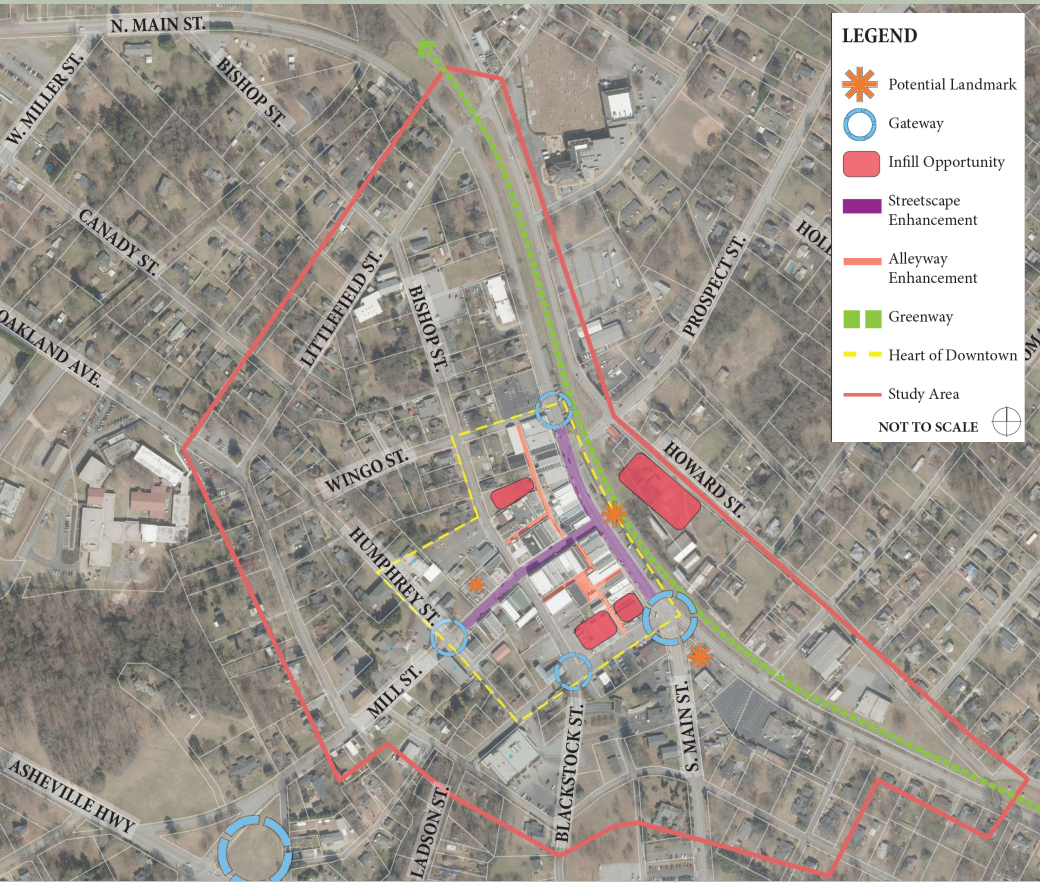 N. MAIN ST.
W. MILLER ST.
BISHOP ST.
CANADY ST.
OAKLAND AVE.
LITTLEFIELD ST.
BISHOP ST.
PROSPECT ST.
WINGO ST.
HOWARD ST.
HUMPHREY ST.
MILL ST.
S. MAIN ST.
BLACKSTOCK ST.
LADSON ST.
ASHEVILLE HWY
LEGEND
Potential Landmark
Gateway
Infill Opportunity
Streetscape
Enhancement
Alleyway
Enhancement
Greenway
Heart of Downtown
Study Area
NOT TO SCALE